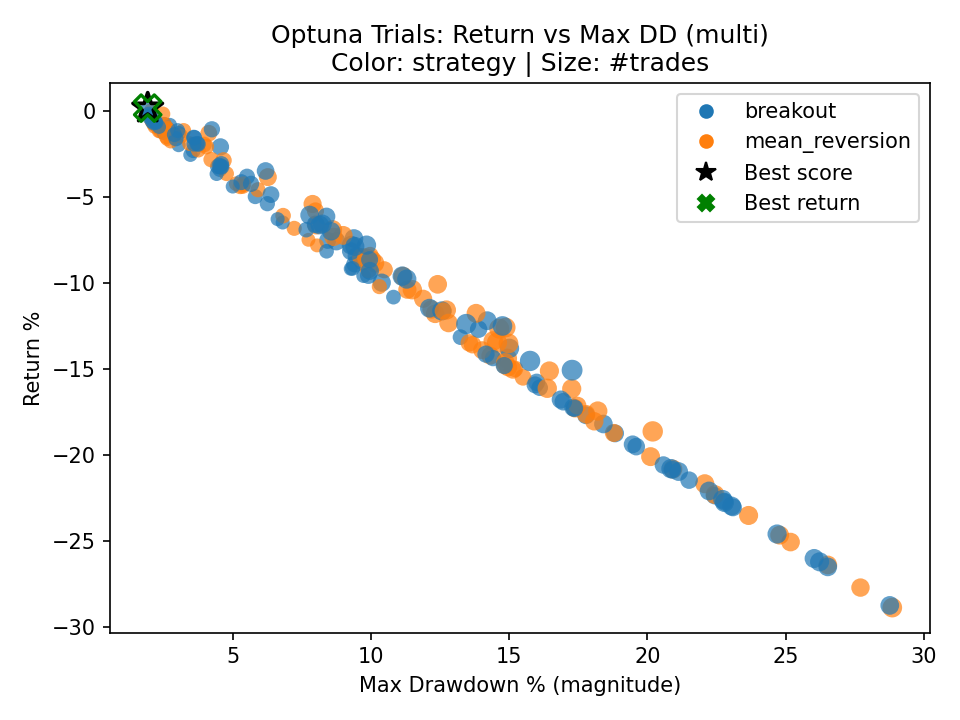 Optuna Trials: Return vs Max DD (multi)
Color: strategy | Size: #trades
breakout
mean_reversion
Best score
Best return
Return %
0
−5
−10
−15
−20
−25
−30
5
10
15
20
25
30
Max Drawdown % (magnitude)